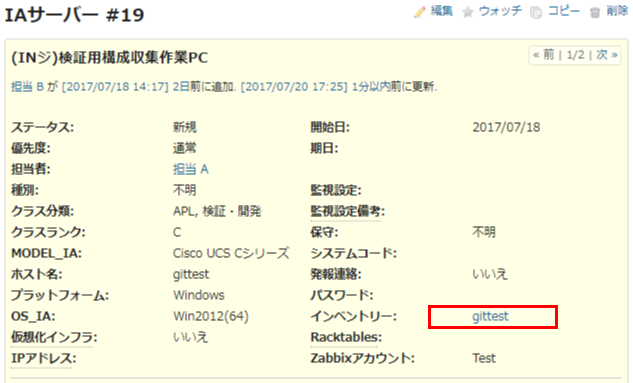 IAサーバー #19 編集 ウォッチ コピー 削除
(INジ)検証用構成収集作業PC « 前 | 1/2 | 次 »
担当 B が [2017/07/18 14:17] 2日前に追加. [2017/07/20 17:25] 1分以内前に更新.
ステータス: 新規 開始日: 2017/07/18
優先度: 通常 期日:
担当者: 担当 A
種別: 不明 監視設定:
クラス分類: APL, 検証・開発 監視設定備考:
クラスランク: C 保守: 不明
MODEL_IA: Cisco UCS Cシリーズ システムコード:
ホスト名: gittest 発報連絡: いいえ
プラットフォーム: Windows パスワード:
OS_IA: Win2012(64) インベントリー: gittest
仮想化インフラ: いいえ Racktables:
IPアドレス: Zabbixアカウント: Test